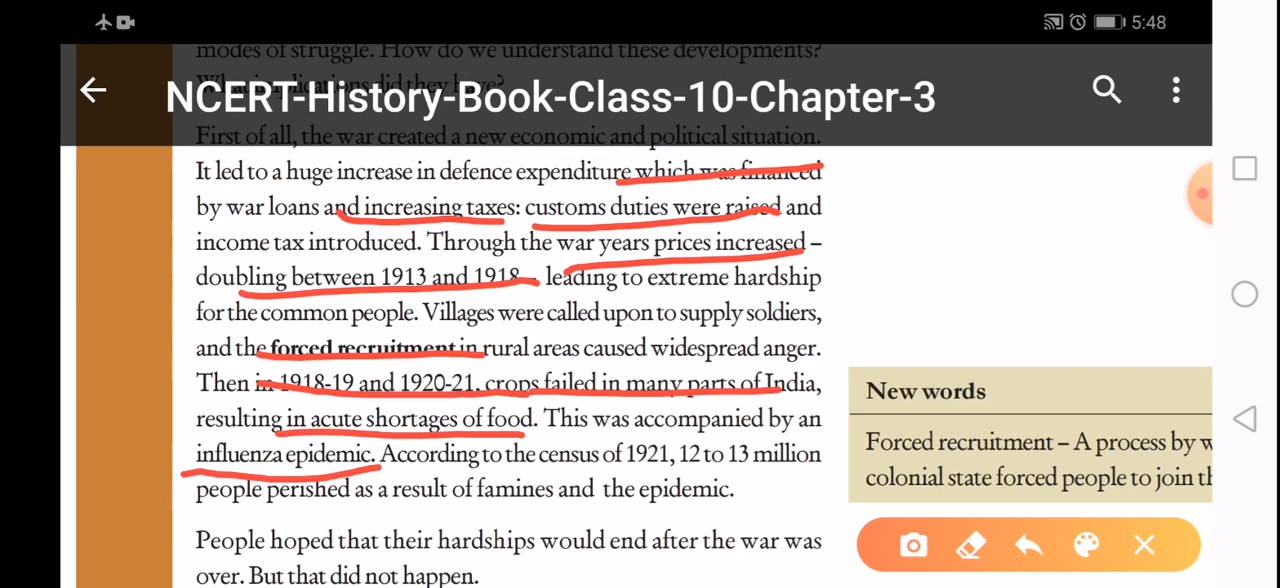 5:48
modes of struggle. How do we understand these developments?
What implications did they have?
NCERT-History-Book-Class-10-Chapter-3
First of all, the war created a new economic and political situation.
It led to a huge increase in defence expenditure which was financed
by war loans and increasing taxes: customs duties were raised and
income tax introduced. Through the war years prices increased –
doubling between 1913 and 1918 – leading to extreme hardship
for the common people. Villages were called upon to supply soldiers,
and the forced recruitment in rural areas caused widespread anger.
Then in 1918-19 and 1920-21, crops failed in many parts of India,
resulting in acute shortages of food. This was accompanied by an
influenza epidemic. According to the census of 1921, 12 to 13 million
people perished as a result of famines and the epidemic.
People hoped that their hardships would end after the war was
over. But that did not happen.
New words
Forced recruitment – A process by w
colonial state forced people to join th